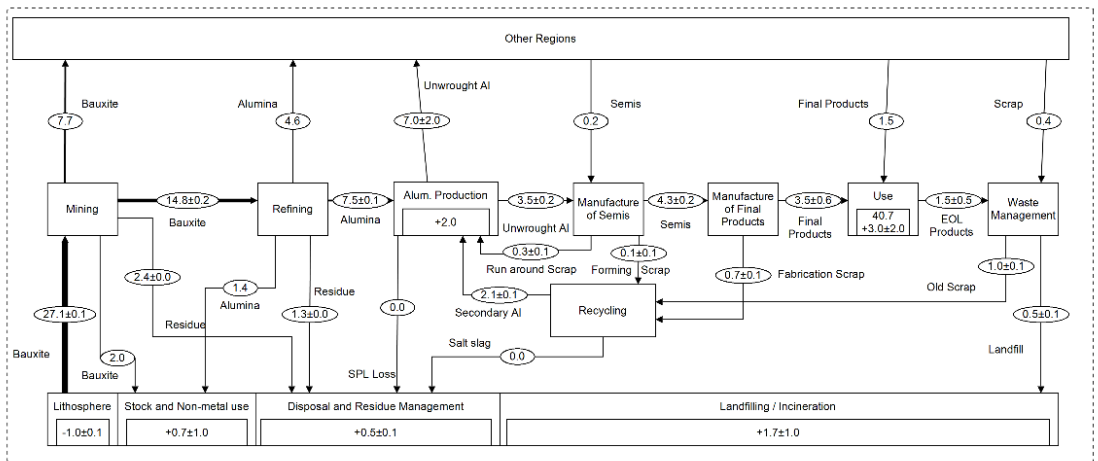 Other Regions
Bauxite
7.7
Alumina
4.6
Unwrought Al
7.0±2.0
Semis
0.2
Final Products
1.5
Scrap
0.4
Mining
14.8±0.2
Bauxite
Refining
7.5±0.1
Alumina
Alum. Production
+2.0
3.5±0.2
Unwrought Al
Manufacture
of Semis
4.3±0.2
Semis
Manufacture
of Final
Products
3.5±0.6
Final
Products
Use
40.7
+3.0±2.0
1.5±0.5
EOL
Products
Waste
Management
0.3±0.1
Run around Scrap
0.1±0.1
Forming
Scrap
0.7±0.1
Fabrication Scrap
1.0±0.1
Old Scrap
2.4±0.0
Residue
1.4
Alumina
Residue
1.3±0.0
0.0
SPL Loss
2.1±0.1
Secondary Al
Recycling
Salt slag
0.0
0.5±0.1
Landfill
27.1±0.1
Bauxite
2.0
Bauxite
Lithosphere
-1.0±0.1
Stock and Non-metal use
+0.7±1.0
Disposal and Residue Management
+0.5±0.1
Landfilling / Incineration
+1.7±1.0